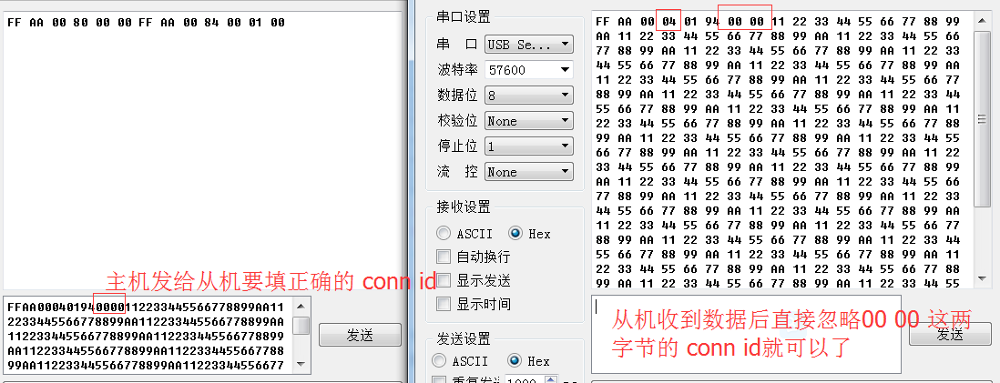 FF AA 00 80 00 00 FF AA 00 84 00 01 00
主机发给从机要填正确的 conn id
FFAA000401940000112233445566778899AA11
2233445566778899AA112233445566778899AA
112233445566778899AA112233445566778899
AA112233445566778899AA1122334455667788
99AA112233445566778899AA11223344556677
发送
串口设置
串 口 USB Se...
波特率 57600
数据位 8
校验位 None
停止位 1
流 控 None
接收设置
ASCII Hex
自动换行
显示发送
显示时间
发送设置
ASCII Hex
FF AA 00 04 01 94 00 00 11 22 33 44 55 66 77 88 99
AA 11 22 33 44 55 66 77 88 99 AA 11 22 33 44 55 66
77 88 99 AA 11 22 33 44 55 66 77 88 99 AA 11 22 33
44 55 66 77 88 99 AA 11 22 33 44 55 66 77 88 99 AA
11 22 33 44 55 66 77 88 99 AA 11 22 33 44 55 66 77
88 99 AA 11 22 33 44 55 66 77 88 99 AA 11 22 33 44
55 66 77 88 99 AA 11 22 33 44 55 66 77 88 99 AA 11
22 33 44 55 66 77 88 99 AA 11 22 33 44 55 66 77 88
99 AA 11 22 33 44 55 66 77 88 99 AA 11 22 33 44 55
66 77 88 99 AA 11 22 33 44 55 66 77 88 99 AA 11 22
33 44 55 66 77 88 99 AA 11 22 33 44 55 66 77 88 99
AA 11 22 33 44 55 66 77 88 99 AA 11 22 33 44 55 66
77 88 99 AA 11 22 33 44 55 66 77 88 99 AA 11 22 33
44 55 66 77 88 99 AA 11 22 33 44 55 66 77 88 99 AA
11 22 33 44 55 66 77 88 99 AA 11 22 33 44 55 66 77
88 99 AA 11 22 33 44 55 66 77 88 99 AA 11 22 33 44
55 66 77 88 99 AA 11 22 33 44 55 66 77 88 99 AA 11
22 33 44 55 66 77 88 99 AA 11 22 33 44 55 66 77 88
从机收到数据后直接忽略00 00 这两
字节的 conn id就可以了
发送